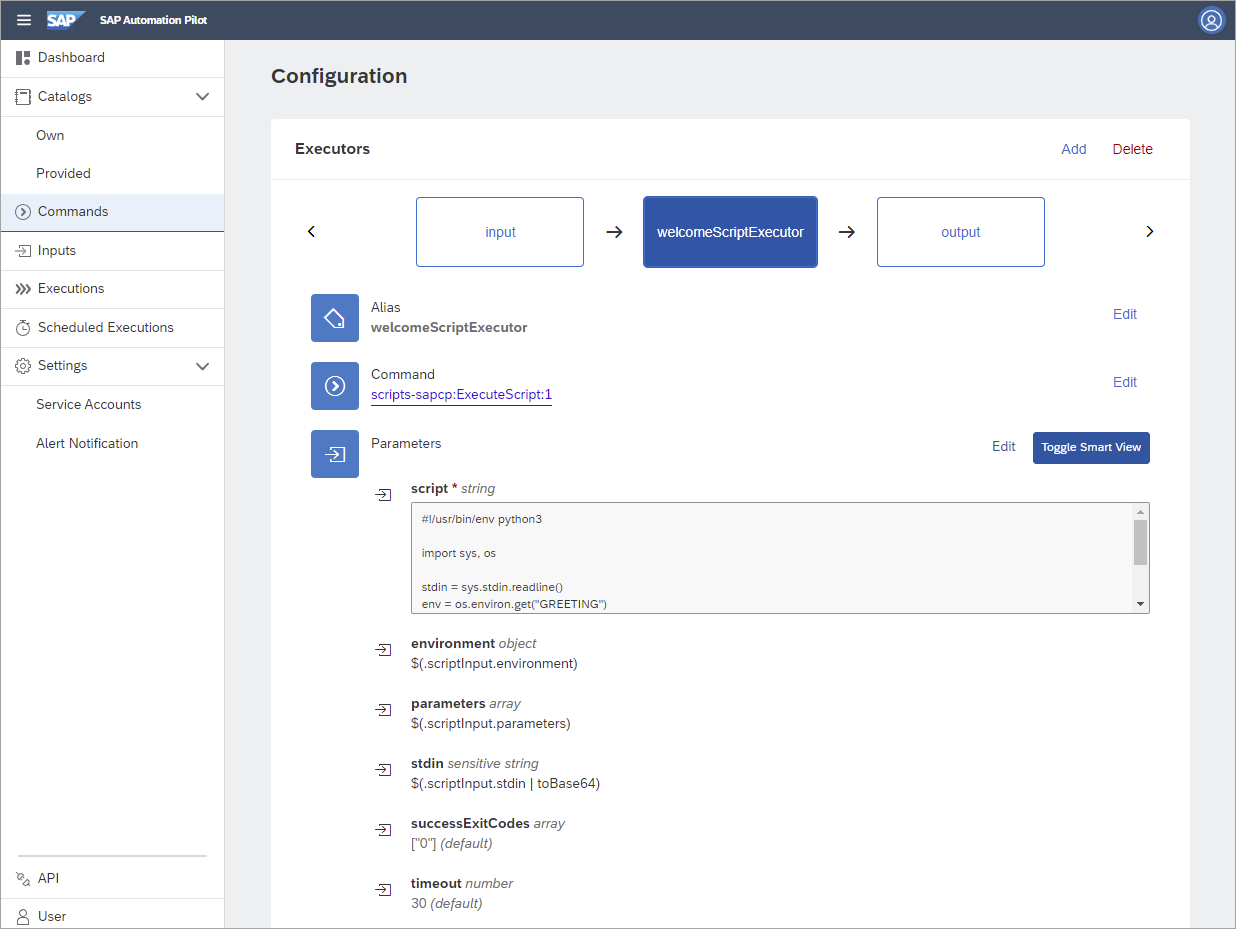 SAP SAP Automation Pilot
Dashboard
Catalogs
Own
Provided
Commands
Inputs
Executions
Scheduled Executions
Settings
Service Accounts
Alert Notification
API
User
Configuration
Executors
Add Delete
input welcomeScriptExecutor output
Alias
welcomeScriptExecutor
Edit
Command
scripts-sapcp:ExecuteScript:1
Edit
Parameters
Edit Toggle Smart View
script * string
#!/usr/bin/env python3
import sys, os
stdin = sys.stdin.readline()
env = os.environ.get("GREETING")
environment object
$(.scriptInput.environment)
parameters array
$(.scriptInput.parameters)
stdin sensitive string
$(.scriptInput.stdin | toBase64)
successExitCodes array
["0"] (default)
timeout number
30 (default)